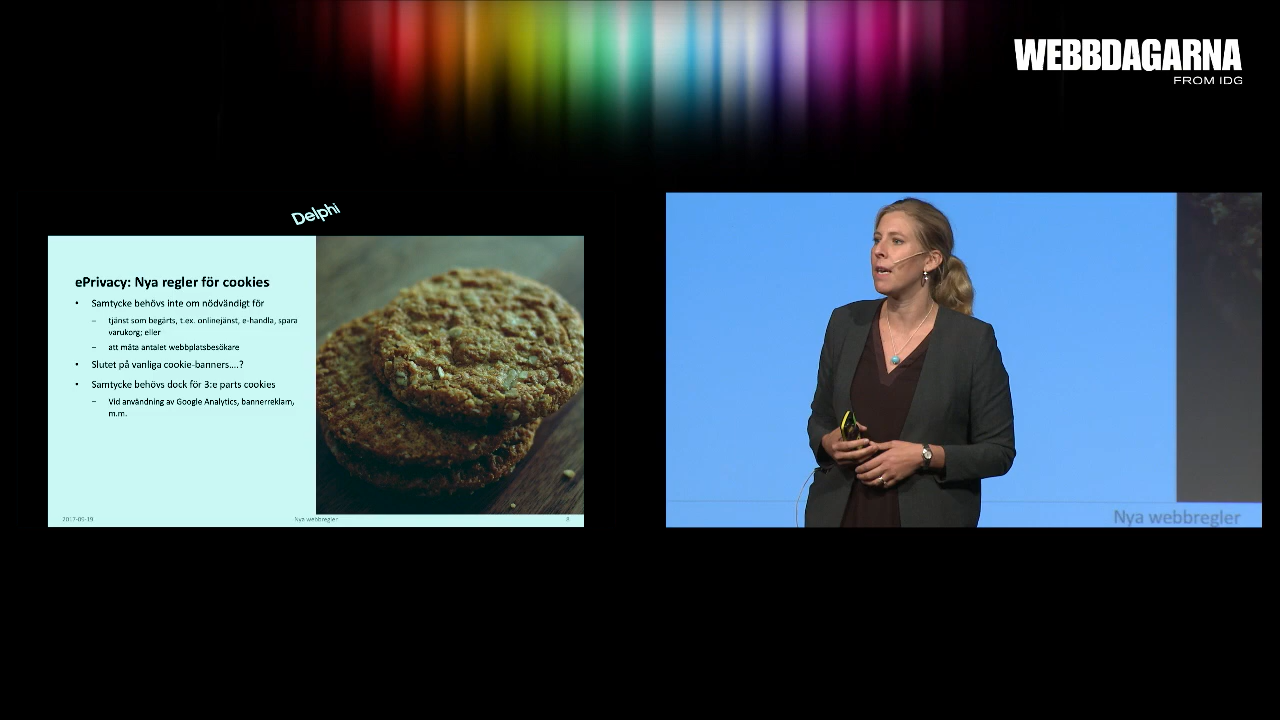 WEBBDAGARNA
FROM IDG
Delphi
ePrivacy: Nya regler för cookies
• Samtycke behövs inte om nödvändigt för
– tjänst som begärts, t.ex. onlinejänst, e-handla, spara
varukorg; eller
– att mäta antalet webbplatsbesökare
• Slutet på vanliga cookie-banners....?
• Samtycke behövs dock för 3:e parts cookies
– Vid användning av Google Analytics, bannerreklam,
m.m.
2017-09-19
Nya webbregler
8
Nya webbregler